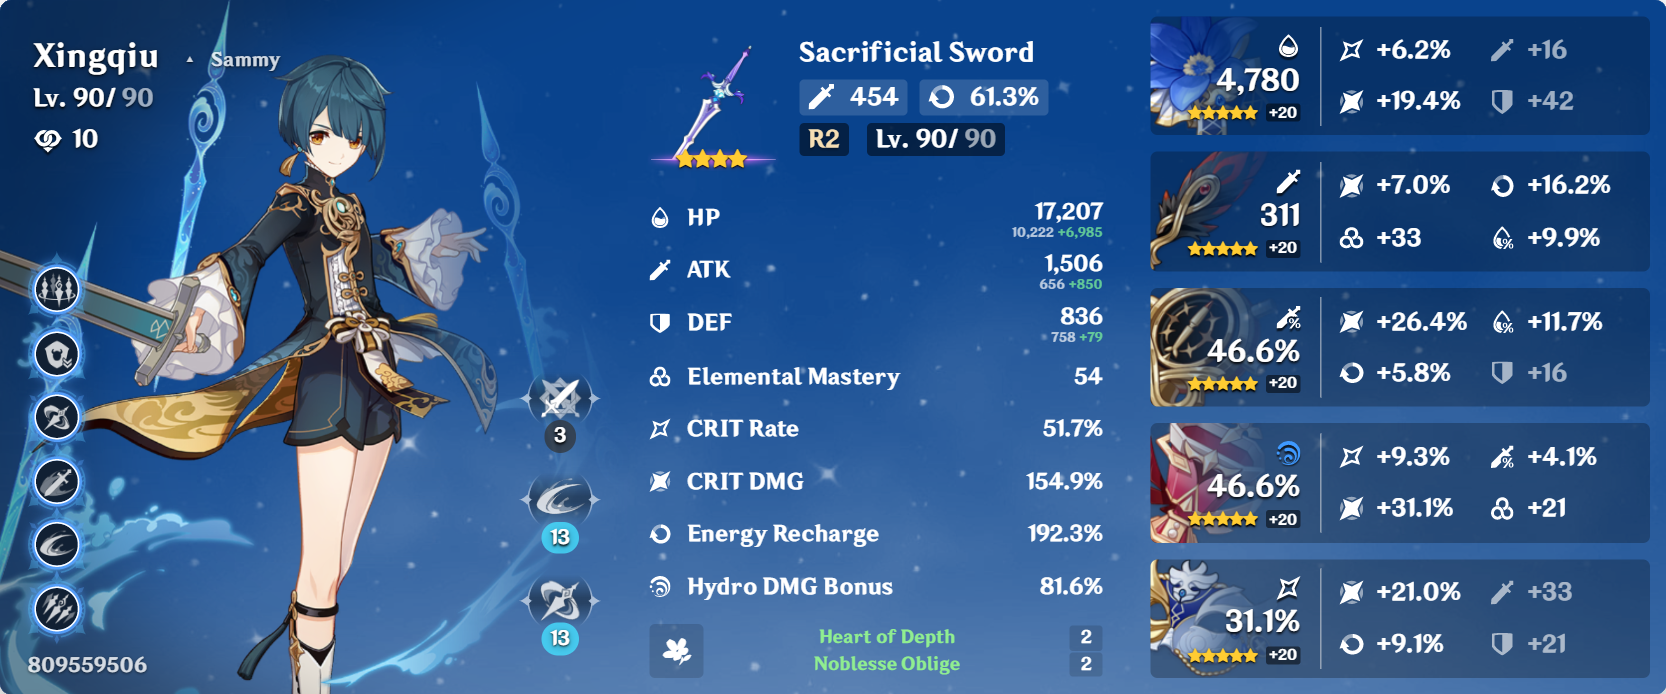 Xingqiu ▲ Sammy
Lv. 90/ 90
10
3
13
13
809559506
Sacrificial Sword
454 61.3%
R2 Lv. 90/ 90
HP 17,207
10,222 +6,985
ATK 1,506
656 +850
DEF 836
758 +79
Elemental Mastery 54
CRIT Rate 51.7%
CRIT DMG 154.9%
Energy Recharge 192.3%
Hydro DMG Bonus 81.6%
Heart of Depth 2
Noblesse Oblige 2
4,780
+20
+6.2% +16
+19.4% +42
311
+20
+7.0% +16.2%
+33 +9.9%
46.6%
+20
+26.4% +11.7%
+5.8% +16
46.6%
+20
+9.3% +4.1%
+31.1% +21
31.1%
+20
+21.0% +33
+9.1% +21